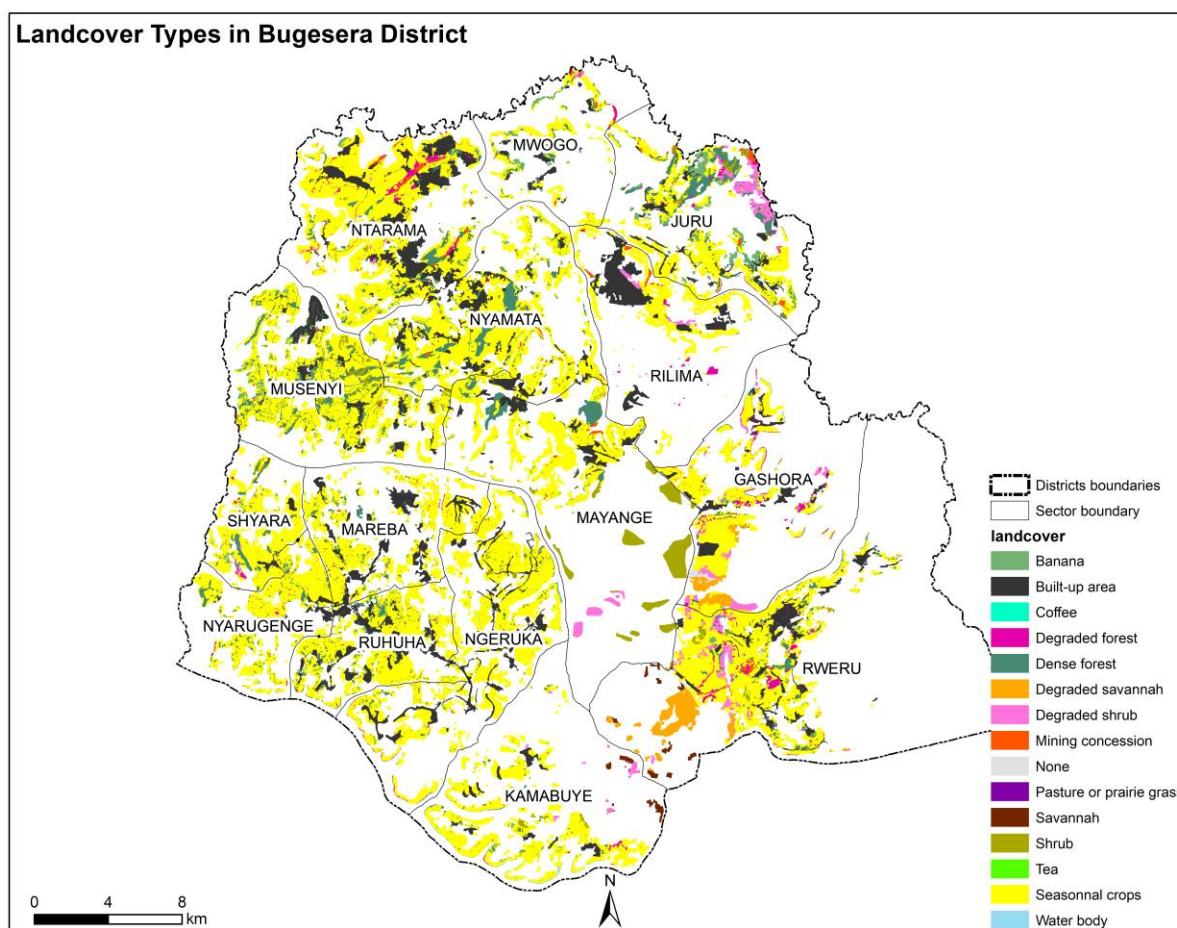 Landcover Types in Bugesera District
MWOGO
JURU
NTARAMA
NYAMATA
RILIMA
MUSENYI
GASHORA
MAYANGE
SHYARA
MAREBA
NYARUGENGE
RUHUHA
NGERUKA
RWERU
KAMABUYE
Districts boundaries
Sector boundary
landcover
Banana
Built-up area
Coffee
Degraded forest
Dense forest
Degraded savannah
Degraded shrub
Mining concession
None
Pasture or prairie grass
Savannah
Shrub
Tea
Seasonnal crops
Water body
N
0 4 8
km